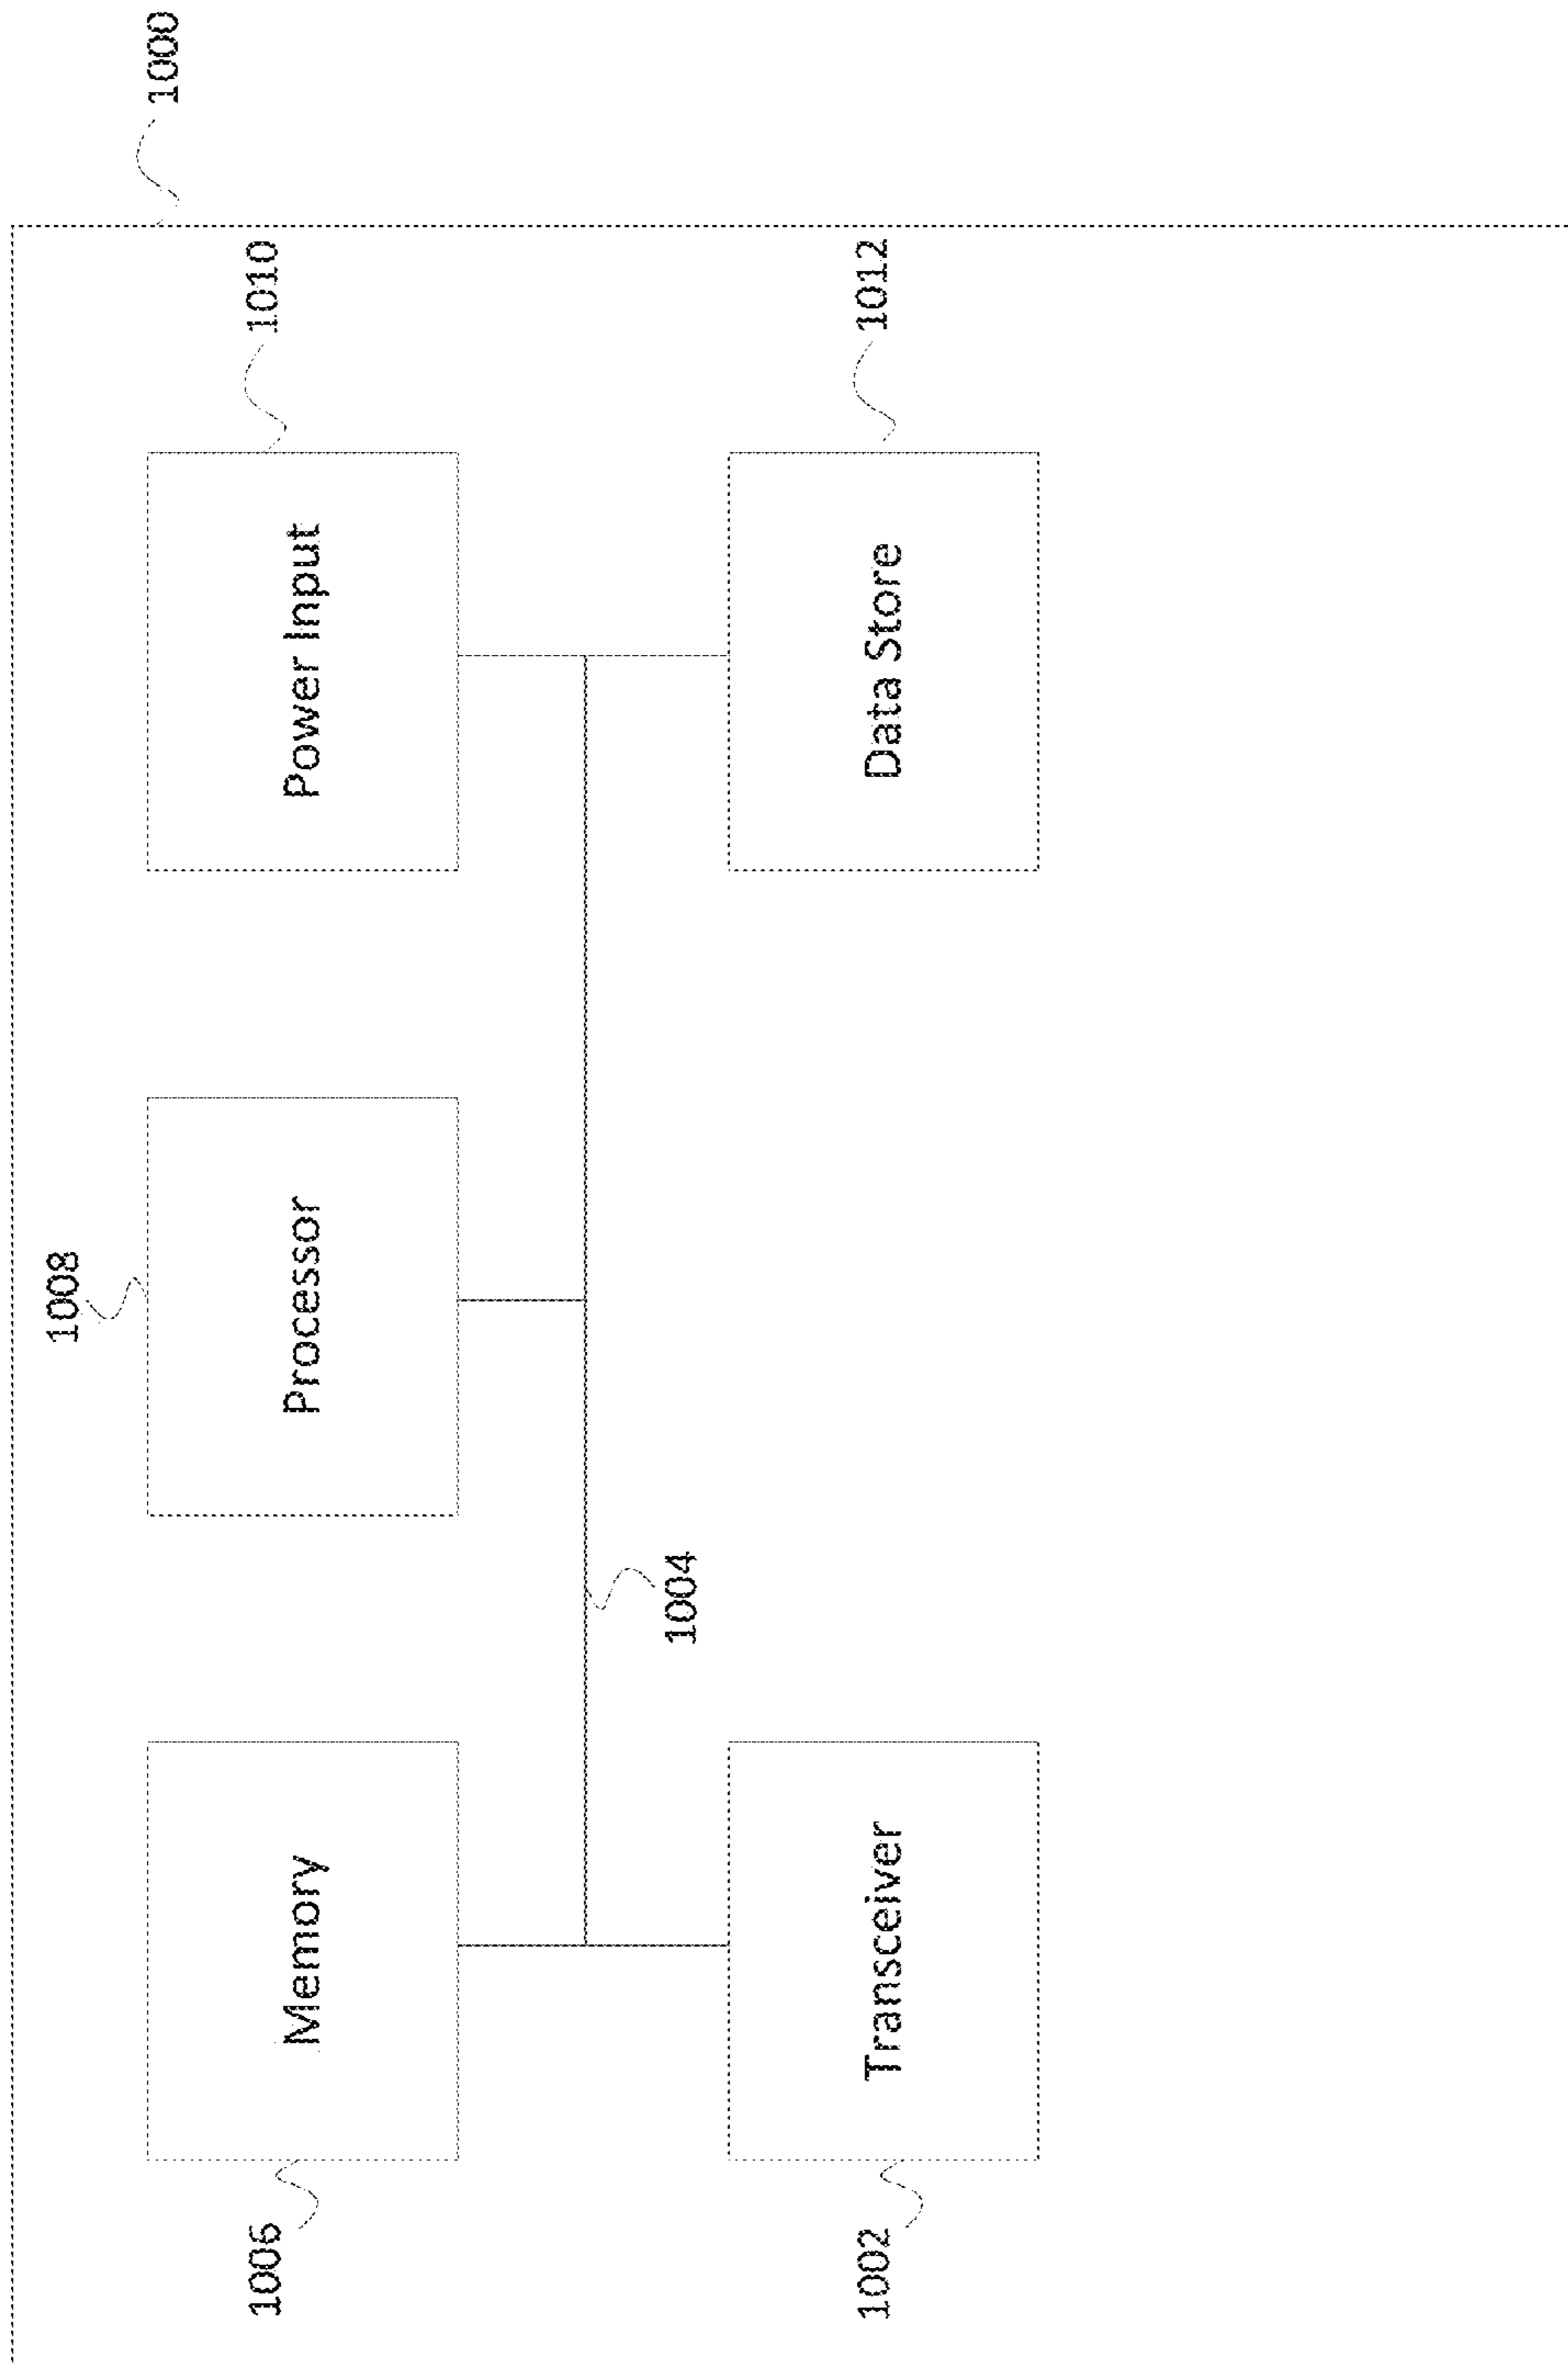 1008
1000
1006
Memory
Processor
Power Input
1010
1004
1002
Transceiver
Data Store
1012